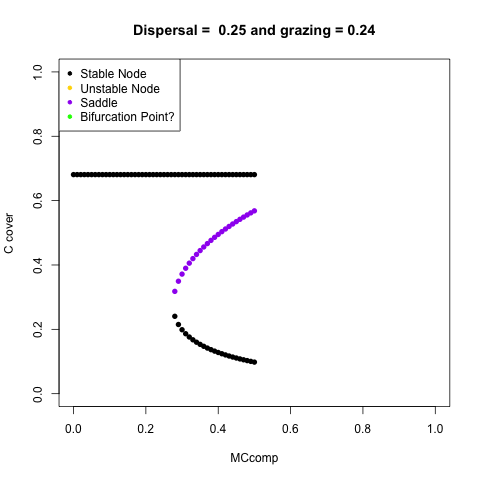 Dispersal =  0.25 and grazing = 0.24
Stable Node
Unstable Node
Saddle
Bifurcation Point?
C cover
1.0
0.8
0.6
0.4
0.2
0.0
0.0 0.2 0.4 0.6 0.8 1.0
MCcomp